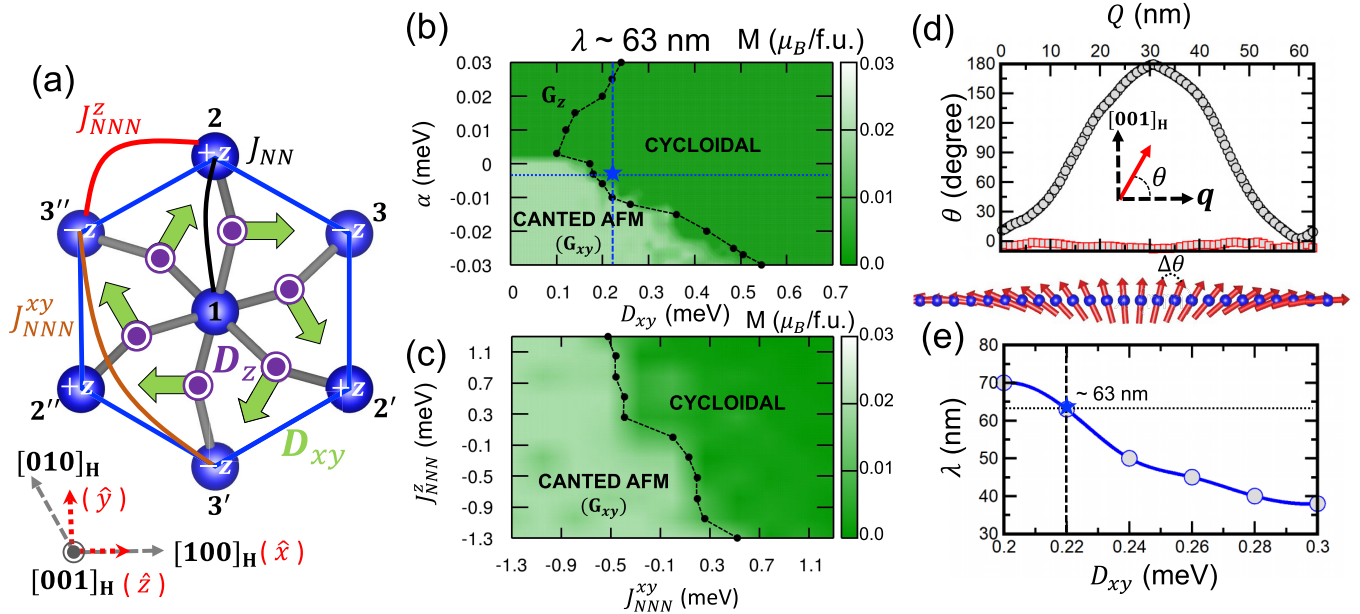 (a)
2
+z
J^z_NNN
J_NN
3''
-z
3
-z
1
J^xy_NNN
D_z
+z
2''
+z
2'
D_xy
-z
3'
[010]_H
(ŷ)
[100]_H (x̂)
[001]_H (ẑ)
(b)
λ ~ 63 nm
M (μ_B/f.u.)
0.03
0.02
0.01
0
-0.01
-0.02
-0.03
α (meV)
G_z
CYCLOIDAL
CANTED AFM
(G_xy)
0 0.1 0.2 0.3 0.4 0.5 0.6 0.7
D_xy (meV)
0.03
0.02
0.01
0.0
(c)
M (μ_B/f.u.)
1.1
0.7
0.3
-0.1
-0.5
-0.9
-1.3
J^z_NNN (meV)
CYCLOIDAL
CANTED AFM
(G_xy)
-1.3 -0.9 -0.5 -0.1 0.3 0.7 1.1
J^xy_NNN (meV)
0.03
0.02
0.01
0.0
(d)
Q (nm)
0 10 20 30 40 50 60
180
150
120
90
60
30
0
θ (degree)
[001]_H
θ
q
Δθ
(e)
80
70
60
50
40
30
λ (nm)
~ 63 nm
0.2 0.22 0.24 0.26 0.28 0.3
D_xy (meV)